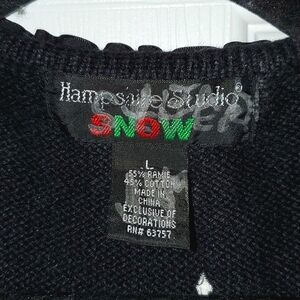 Hampshire Studio®
SNOW
L
55% RAMIE
45% COTTON
MADE IN
CHINA
EXCLUSIVE OF
DECORATIONS
RN# 63757